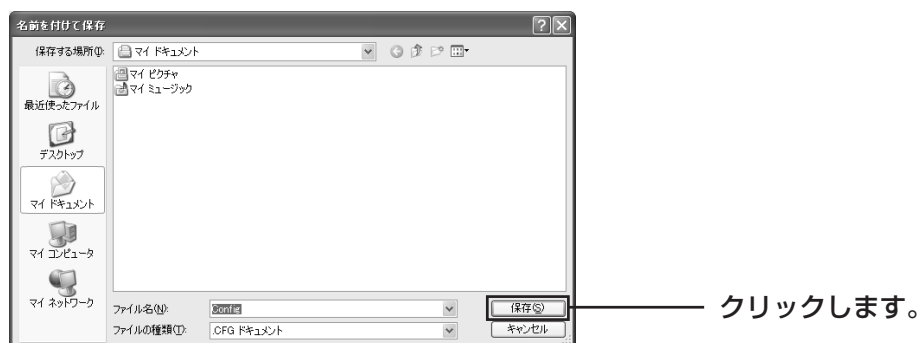 名前を付けて保存
保存する場所(I):
マイ ドキュメント
マイ ピクチャ
マイ ミュージック
最近使ったファイル
デスクトップ
マイ ドキュメント
マイ コンピュータ
マイ ネットワーク
ファイル名(N):
Config
保存(S)
クリックします。
ファイルの種類(T):
.CFG ドキュメント
キャンセル